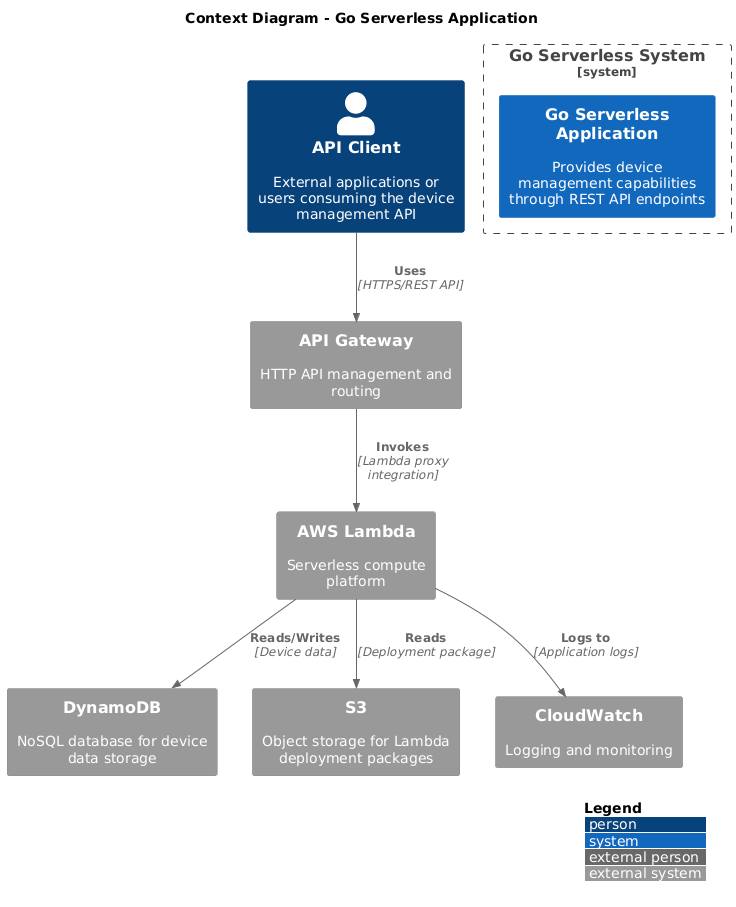 Context Diagram - Go Serverless Application
Go Serverless System
[system]
Go Serverless
Application
Provides device
management capabilities
through REST API endpoints
API Client
External applications or
users consuming the device
management API
Uses
[HTTPS/REST API]
API Gateway
HTTP API management and
routing
Invokes
[Lambda proxy
integration]
AWS Lambda
Serverless compute
platform
Reads/Writes
[Device data]
Reads
[Deployment package]
Logs to
[Application logs]
DynamoDB
NoSQL database for device
data storage
S3
Object storage for Lambda
deployment packages
CloudWatch
Logging and monitoring
Legend
person
system
external person
external system